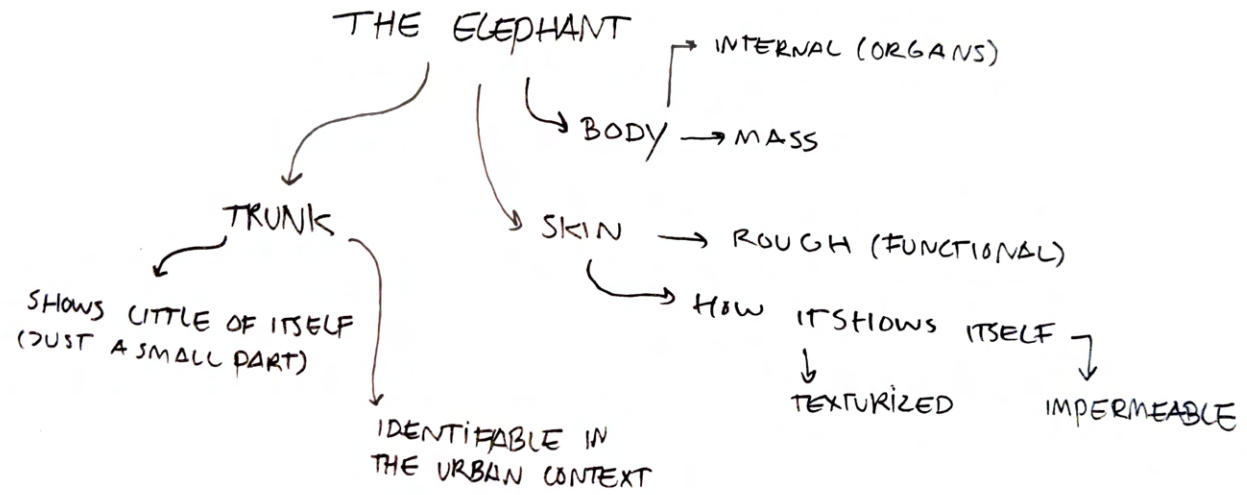 THE ELEPHANT
INTERNAL (ORGANS)
BODY
MASS
TRUNK
SKIN
ROUGH (FUNCTIONAL)
SHOWS LITTLE OF ITSELF
(JUST A SMALL PART)
HOW IT SHOWS ITSELF
TEXTURIZED
IMPERMEABLE
IDENTIFABLE IN
THE URBAN CONTEXT